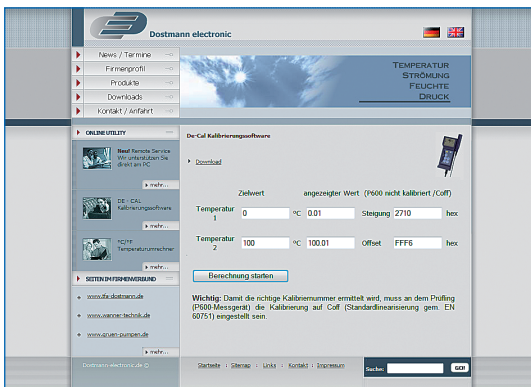 Dostmann electronic
News / Termine
Firmenprofil
Produkte
Downloads
Kontakt / Anfahrt
TEMPERATUR
STRÖMUNG
FEUCHTE
DRUCK
ONLINE UTILITY
Neu! Remote Service
Wir unterstützen Sie
direkt am PC
mehr...
DE - CAL
Kalibrierungssoftware
mehr...
°C/°F
Temperaturumrechner
mehr...
SEITEN IM FIRMENVERBUND
www.tfa-dostmann.de
www.wanner-technik.de
www.gruen-pumpen.de
mehr...
Dostmann-electronic.de ©
De-Cal Kalibrierungssoftware
Download
Zielwert angezeigter Wert (P600 nicht kalibriert /Coff)
Temperatur 1 0 °C 0.01 Steigung 2710 hex
Temperatur 2 100 °C 100.01 Offset FFF6 hex
Berechnung starten
Wichtig: Damit die richtige Kalibriernummer ermittelt wird, muss an dem Prüfling
(P600-Messgerät) die Kalibrierung auf Coff (Standardlinearisierung gem. EN
60751) eingestellt sein.
Startseite : Sitemap : Links : Kontakt : Impressum
Suche: GO!